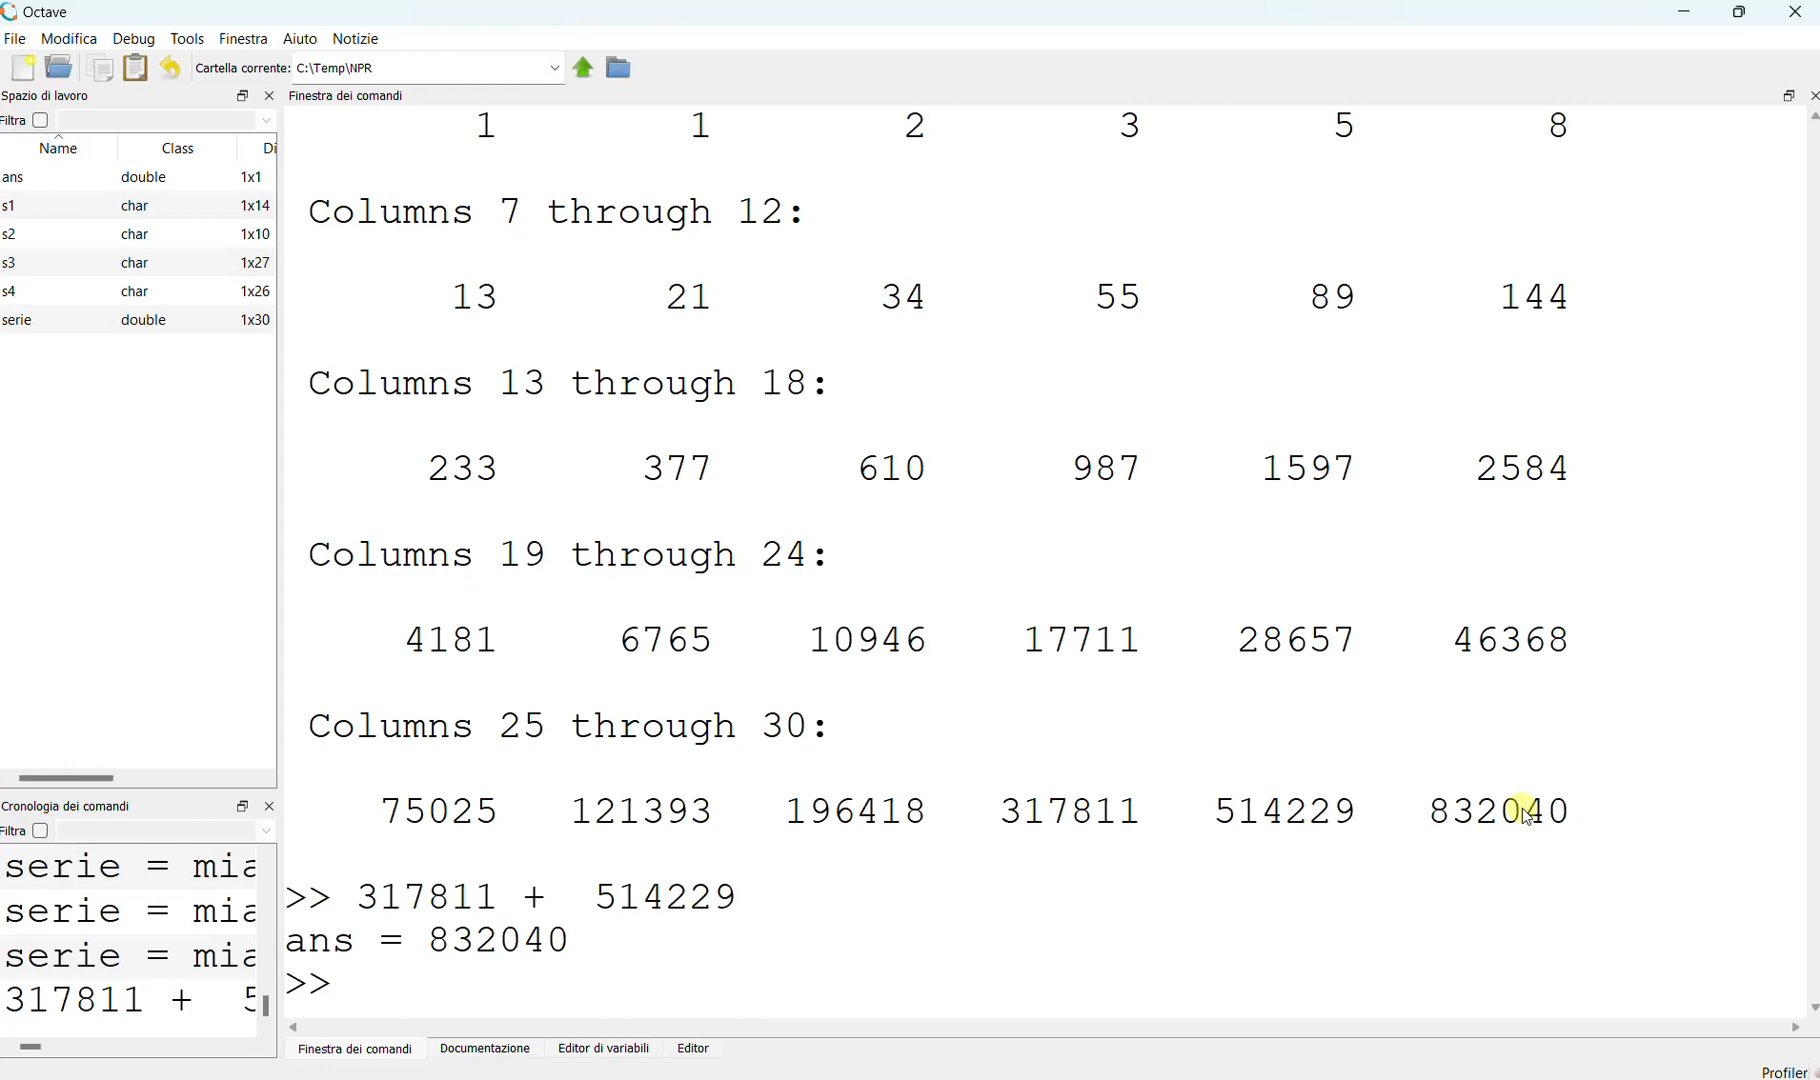 Octave
File Modifica Debug Tools Finestra Aiuto Notizie
Cartella corrente: C:\Temp\NPR
Spazio di lavoro
Filtra
Name Class Di
ans double 1x1
s1 char 1x14
s2 char 1x10
s3 char 1x27
s4 char 1x26
serie double 1x30
Cronologia dei comandi
Filtra
serie = mia
serie = mia
serie = mia
317811 + 5
Finestra dei comandi
1 1 2 3 5 8
Columns 7 through 12:
13 21 34 55 89 144
Columns 13 through 18:
233 377 610 987 1597 2584
Columns 19 through 24:
4181 6765 10946 17711 28657 46368
Columns 25 through 30:
75025 121393 196418 317811 514229 832040
>> 317811 + 514229
ans = 832040
>>
Finestra dei comandi Documentazione Editor di variabili Editor
Profiler